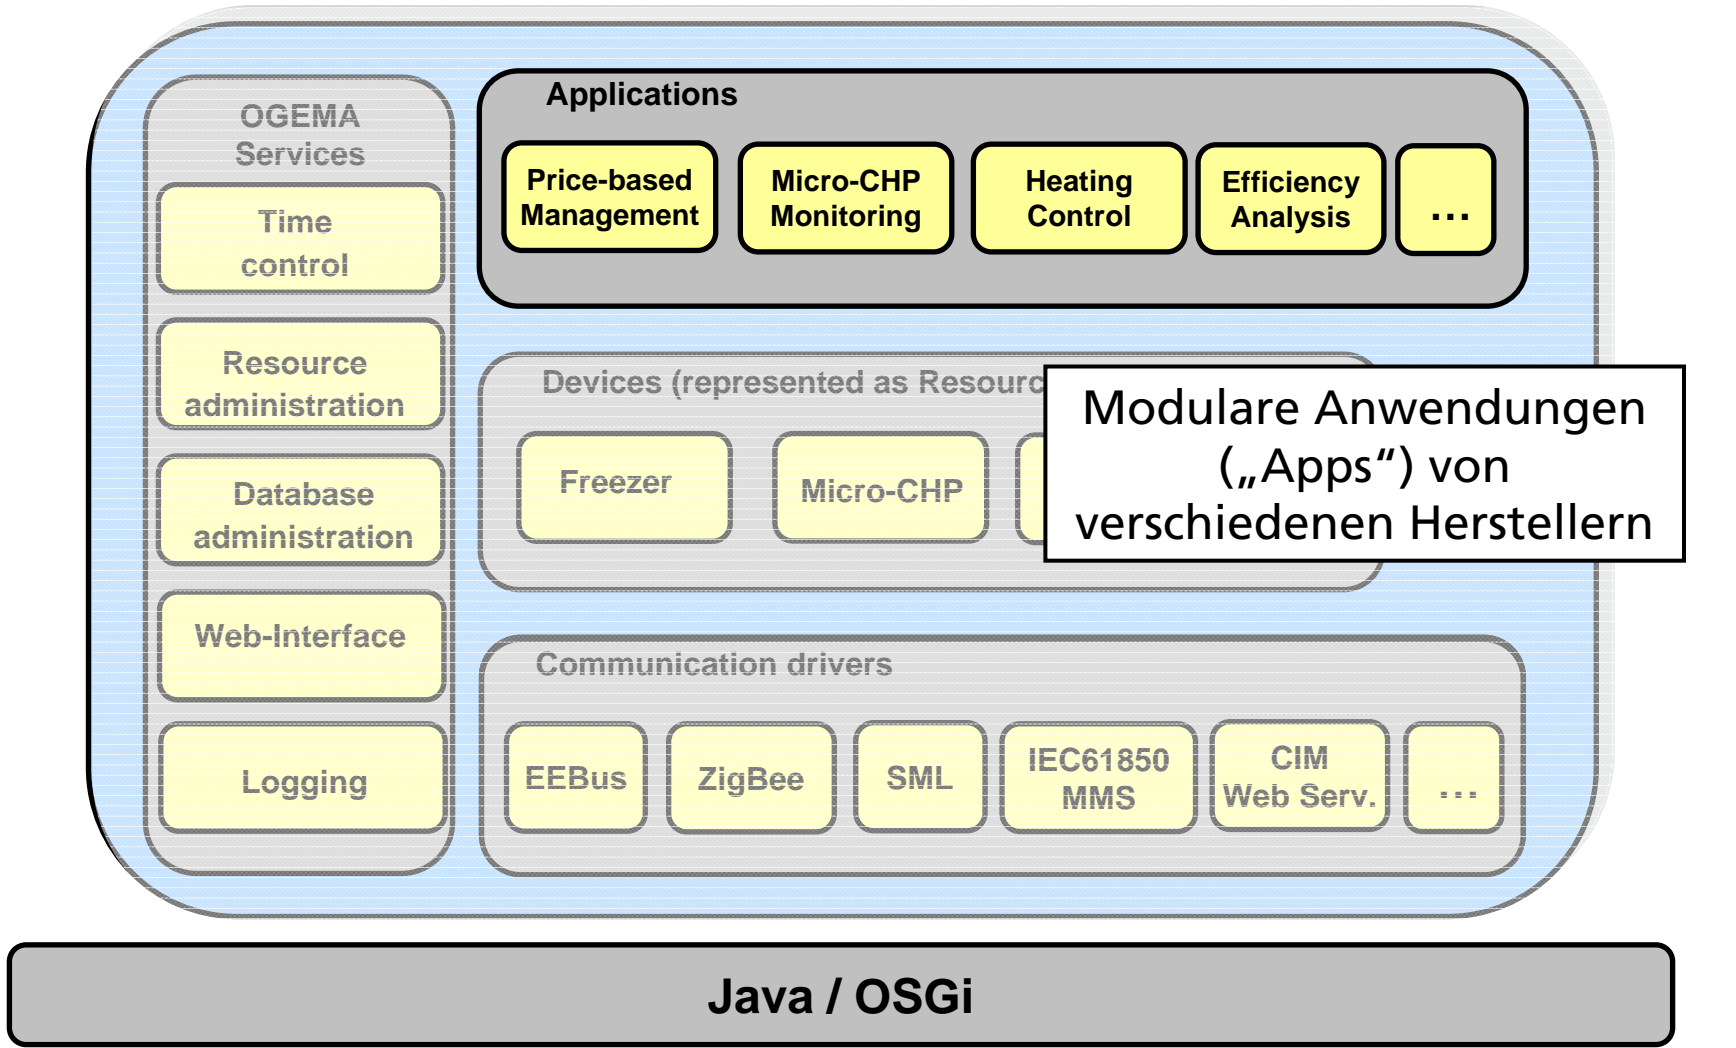 OGEMA
Services
Time
control
Resource
administration
Database
administration
Web-Interface
Logging
Applications
Price-based
Management
Micro-CHP
Monitoring
Heating
Control
Efficiency
Analysis
...
Devices (represented as Resourc
Freezer
Micro-CHP
Modulare Anwendungen
(„Apps“) von
verschiedenen Herstellern
Communication drivers
EEBus
ZigBee
SML
IEC61850
MMS
CIM
Web Serv.
...
Java / OSGi